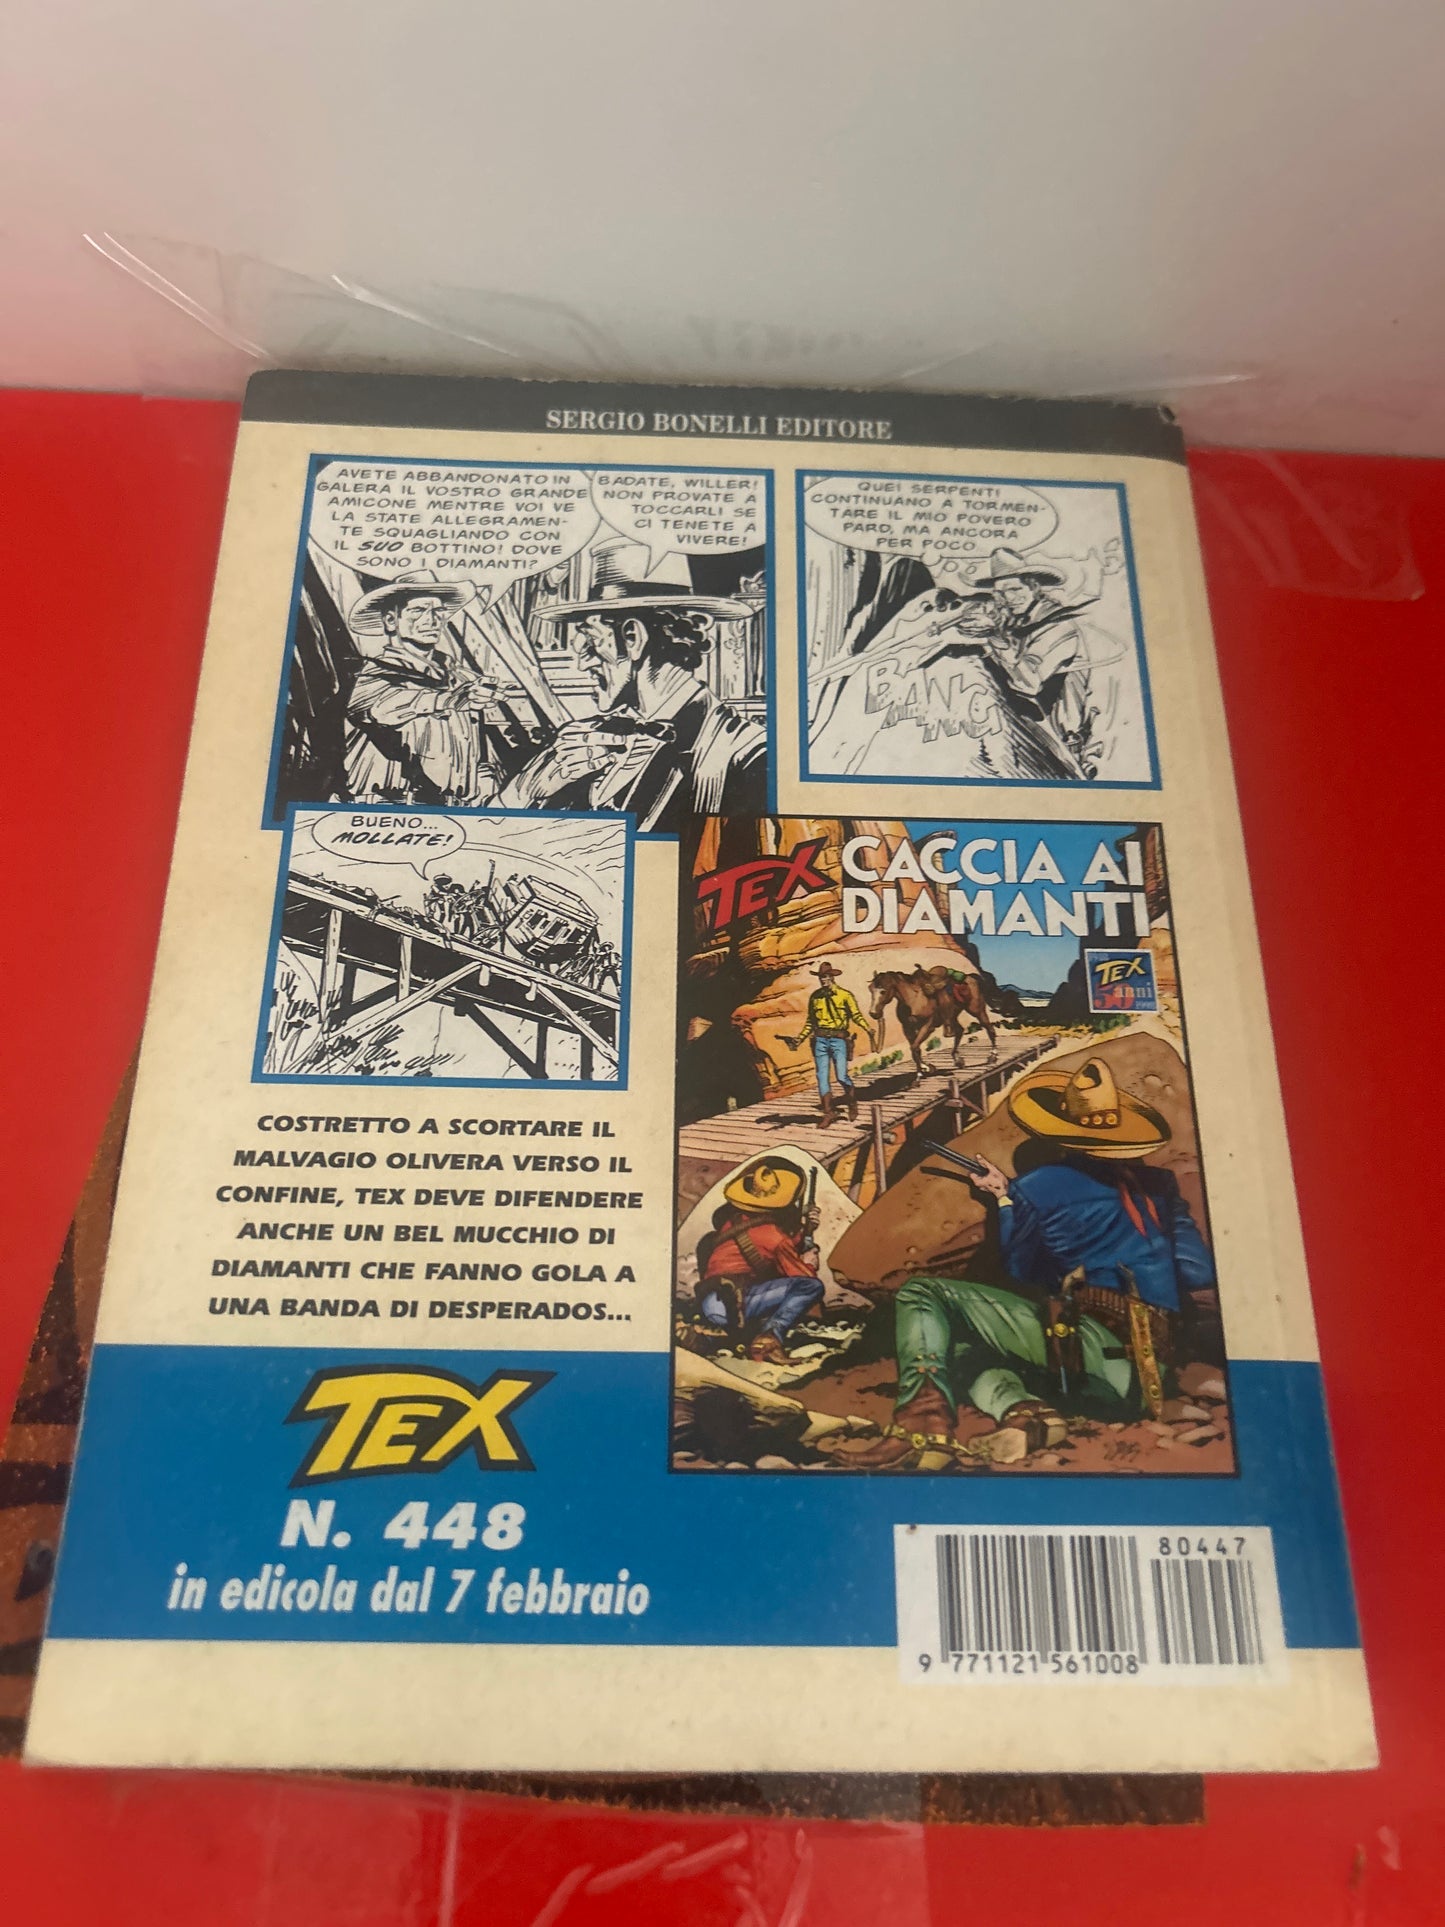 SERGIO BONELLI EDITORE
AVETE ABBANDONATO IN
GALERA IL VOSTRO GRANDE
AMICONE MENTRE VOI VE
LA STATE ALLEGRAMEN-
TE SQUAGLIANDO CON
IL SUO BOTTINO! DOVE
SONO I DIAMANTI?
BADATE, WILLER!
NON PROVATE A
TOCCARLI SE
CI TENETE A
VIVERE!
QUEI SERPENTI
CONTINUANO A TORMEN-
TARE IL MIO POVERO
PARD, MA ANCORA
PER POCO
BANG
BUENO...
MOLLATE!
TEX
CACCIA AI
DIAMANTI
TEX
50 anni
COSTRETTO A SCORTARE IL
MALVAGIO OLIVERA VERSO IL
CONFINE, TEX DEVE DIFENDERE
ANCHE UN BEL MUCCHIO DI
DIAMANTI CHE FANNO GOLA A
UNA BANDA DI DESPERADOS...
TEX
N. 448
in edicola dal 7 febbraio
80447
9 771121 561008